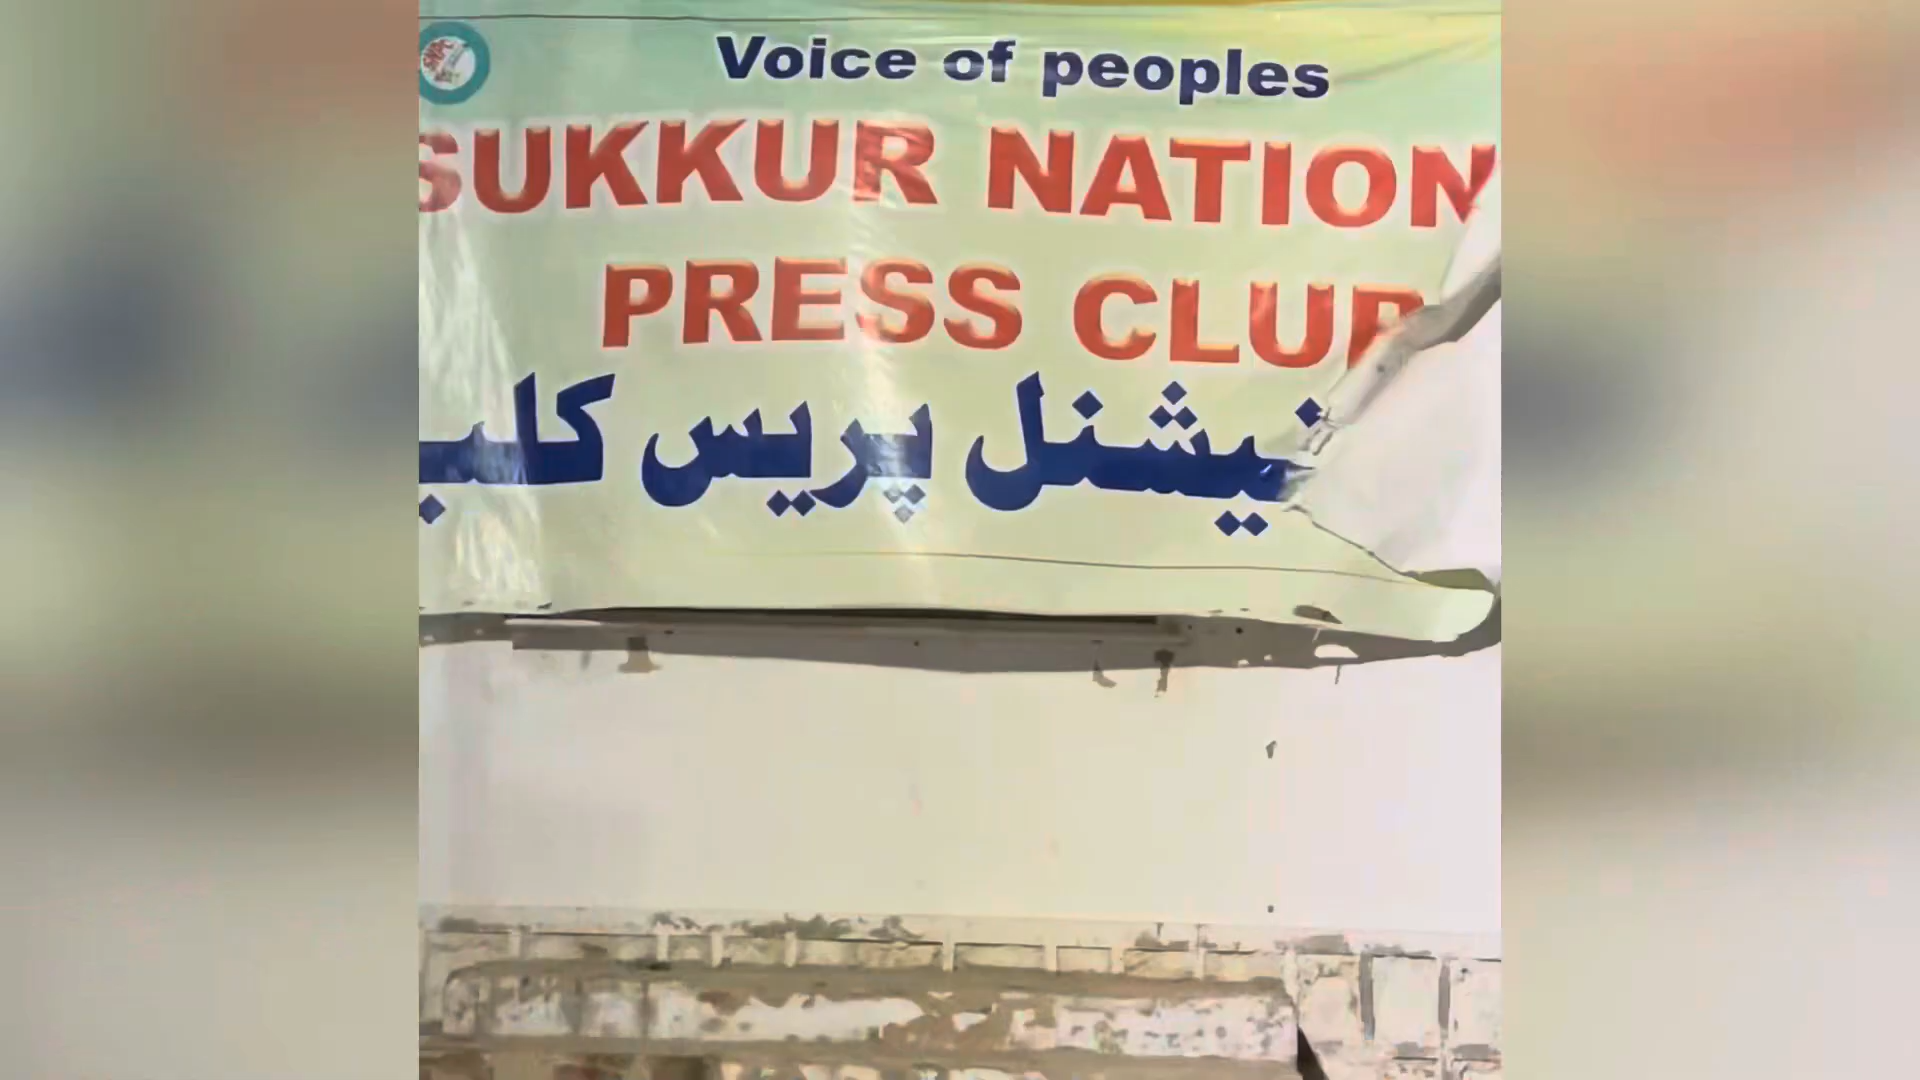 Voice of peoples
SUKKUR NATION
PRESS CLUB
نیشنل پریس کلب